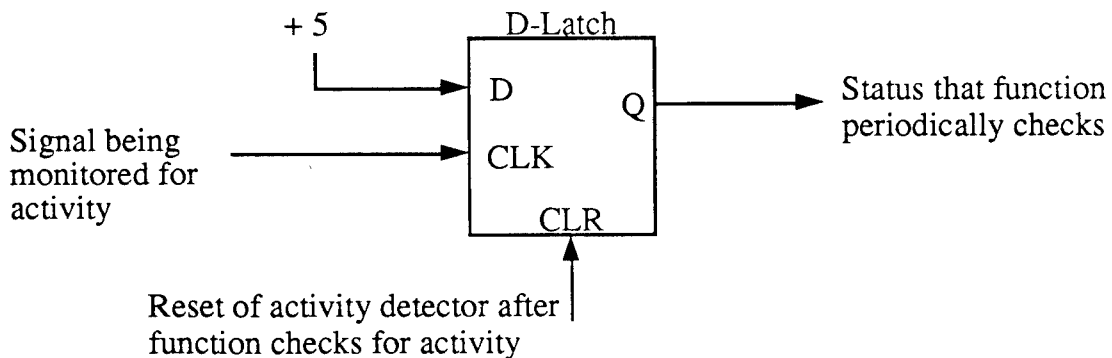 + 5
D-Latch
D
Q
Status that function
periodically checks
Signal being
monitored for
activity
CLK
CLR
Reset of activity detector after
function checks for activity